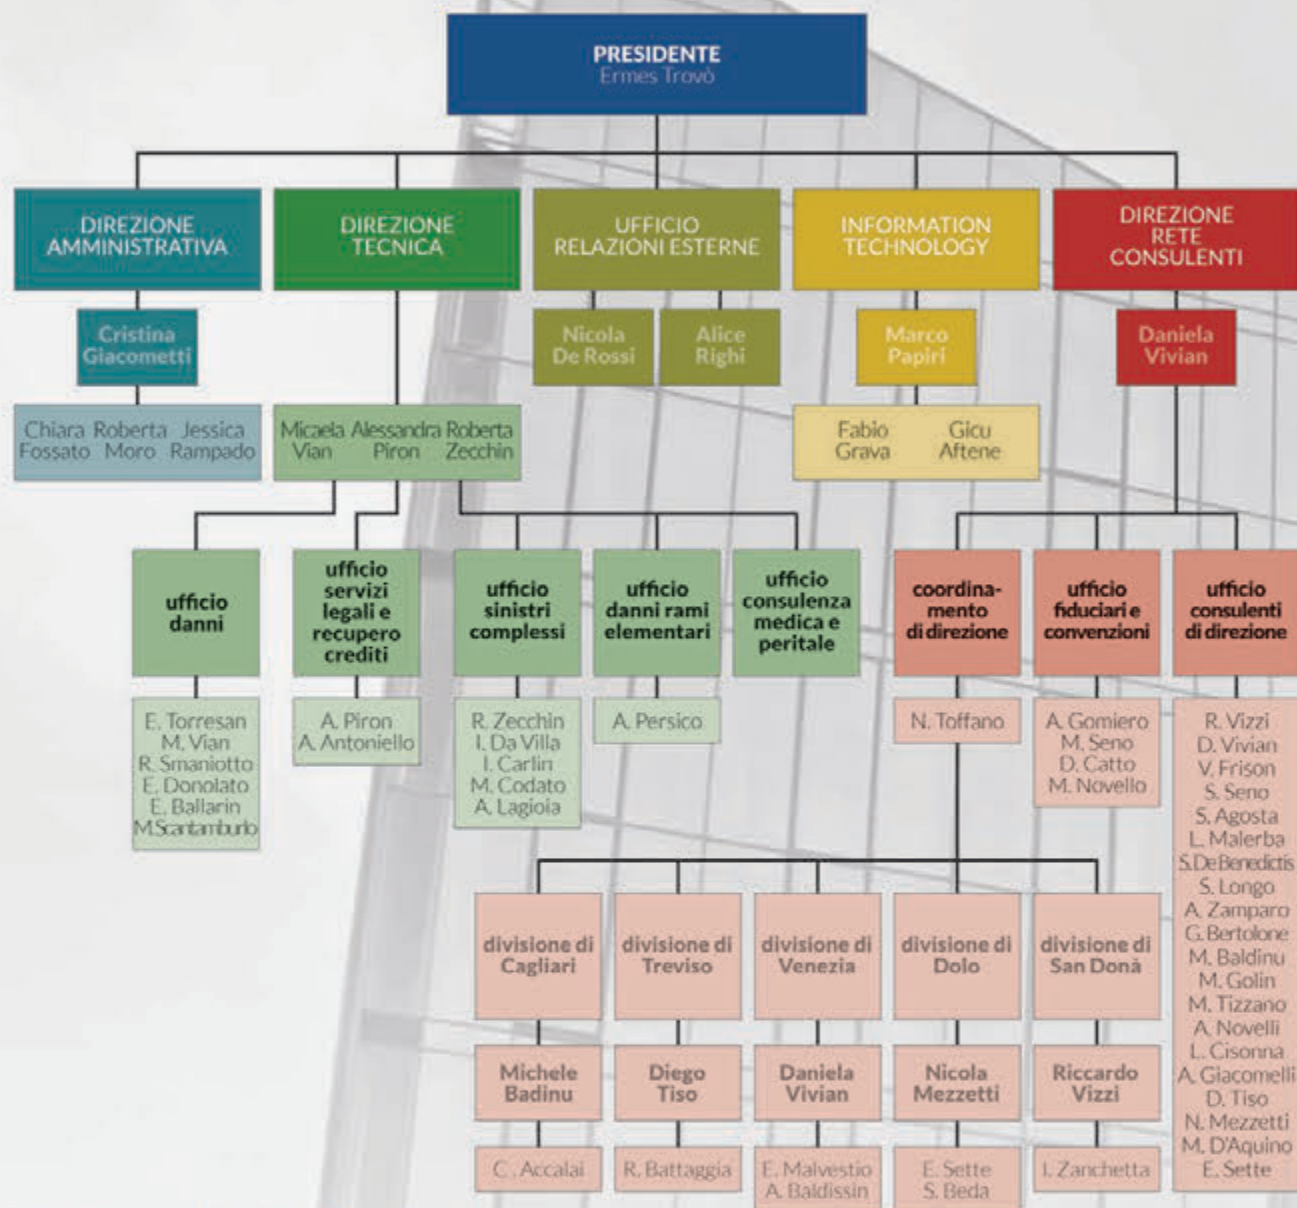 PRESIDENTE
Ermes Trovò
DIREZIONE
AMMINISTRATIVA
DIREZIONE
TECNICA
UFFICIO
RELAZIONI ESTERNE
INFORMATION
TECHNOLOGY
DIREZIONE
RETE
CONSULENTI
Cristina
Giacometti
Nicola
De Rossi
Alice
Righi
Marco
Papiri
Daniela
Vivian
Chiara Roberta Jessica
Fossato Moro Rampado
Micaela Alessandra Roberta
Vian Piron Zecchin
Fabio Gicu
Grava Aftene
ufficio
danni
ufficio
servizi
legali e
recupero
crediti
ufficio
sinistri
complessi
ufficio
danni rami
elementari
ufficio
consulenza
medica e
peritale
coordina-
mento
di direzione
ufficio
fiduciari e
convenzioni
ufficio
consulenti
di direzione
E. Torresan
M. Vian
R. Smaniotto
E. Donolato
E. Ballarin
M.Scantamburlo
A. Piron
A. Antoniello
R. Zecchin
I. Da Villa
I. Carlin
M. Codato
A. Lagioia
A. Persico
N. Toffano
A. Gomiero
M. Seno
D. Catto
M. Novello
R. Vizzi
D. Vivian
V. Frison
S. Seno
S. Agosta
L. Malerba
S.De Benedictis
S. Longo
A. Zamparo
G. Bertolone
M. Baldinu
M. Golin
M. Tizzano
A. Novelli
L. Cisonna
A. Giacomelli
D. Tiso
N. Mezzetti
M. D'Aquino
E. Sette
divisione di
Cagliari
divisione di
Treviso
divisione di
Venezia
divisione di
Dolo
divisione di
San Donà
Michele
Badinu
Diego
Tiso
Daniela
Vivian
Nicola
Mezzetti
Riccardo
Vizzi
C. Accalai
R. Battaggia
E. Malvestio
A. Baldissin
E. Sette
S. Beda
I. Zanchetta